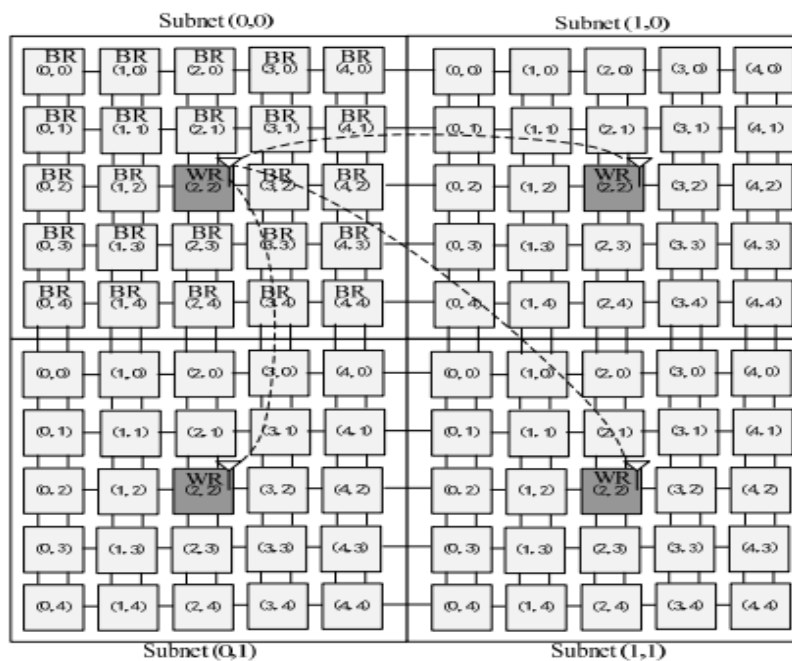 Subnet (0,0) Subnet (1,0)
BR BR BR BR BR
(0,0) (1,0) (2,0) (3,0) (4,0) (0,0) (1,0) (2,0) (3,0) (4,0)
BR BR BR BR BR
(0,1) (1,1) (2,1) (3,1) (4,1) (0,1) (1,1) (2,1) (3,1) (4,1)
BR BR WR BR BR WR
(0,2) (1,2) (2,2) (3,2) (4,2) (0,2) (1,2) (2,2) (3,2) (4,2)
BR BR BR BR BR
(0,3) (1,3) (2,3) (3,3) (4,3) (0,3) (1,3) (2,3) (3,3) (4,3)
BR BR BR BR BR
(0,4) (1,4) (2,4) (3,4) (4,4) (0,4) (1,4) (2,4) (3,4) (4,4)
(0,0) (1,0) (2,0) (3,0) (4,0) (0,0) (1,0) (2,0) (3,0) (4,0)
(0,1) (1,1) (2,1) (3,1) (4,1) (0,1) (1,1) (2,1) (3,1) (4,1)
WR WR
(0,2) (1,2) (2,2) (3,2) (4,2) (0,2) (1,2) (2,2) (3,2) (4,2)
(0,3) (1,3) (2,3) (3,3) (4,3) (0,3) (1,3) (2,3) (3,3) (4,3)
(0,4) (1,4) (2,4) (3,4) (4,4) (0,4) (1,4) (2,4) (3,4) (4,4)
Subnet (0,1) Subnet (1,1)